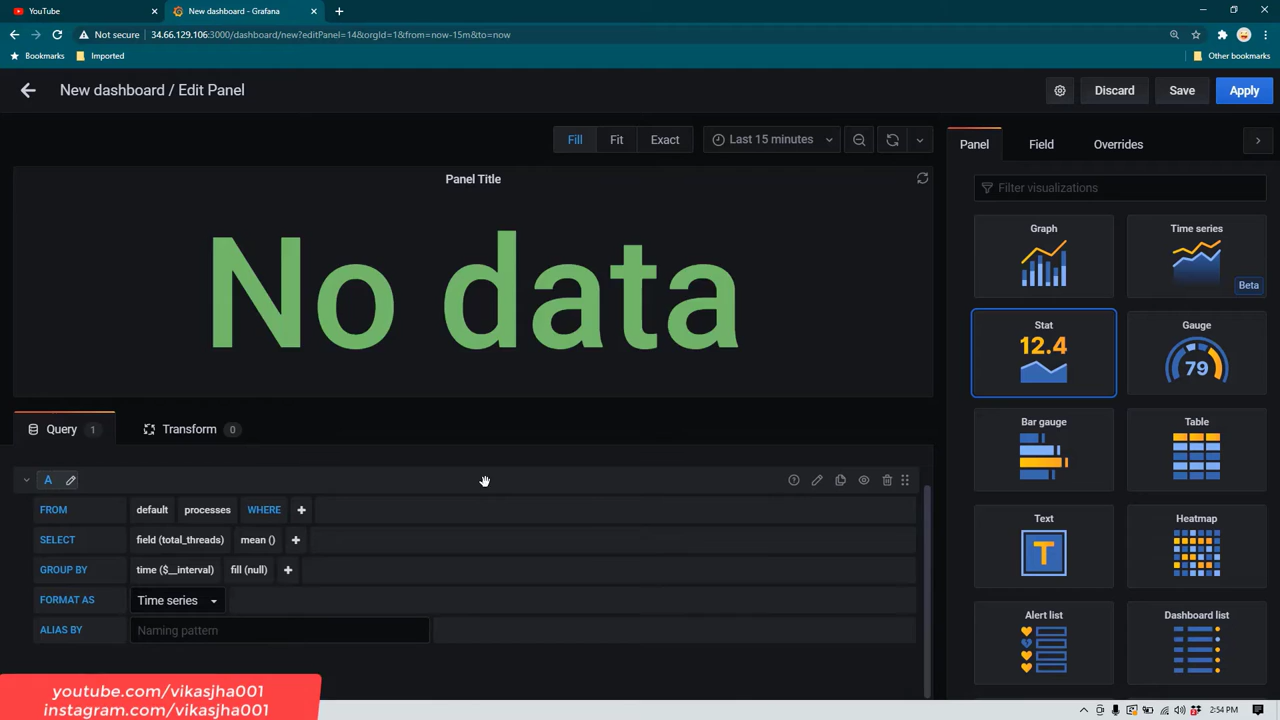 YouTube
New dashboard - Grafana
Not secure
34.66.129.106:3000/dashboard/new?editPanel=14&orgId=1&from=now-15m&to=now
Bookmarks
Imported
Other bookmarks
New dashboard / Edit Panel
Discard
Save
Apply
Fill
Fit
Exact
Last 15 minutes
Panel
Field
Overrides
Panel Title
Filter visualizations
No data
Graph
Time series
Beta
Stat
12.4
Gauge
79
Bar gauge
Table
Text
T
Heatmap
Alert list
Dashboard list
Query 1
Transform 0
A
FROM default processes WHERE +
SELECT field (total_threads) mean () +
GROUP BY time ($__interval) fill (null) +
FORMAT AS Time series
ALIAS BY Naming pattern
youtube.com/vikasjha001
instagram.com/vikasjha001
2:54 PM